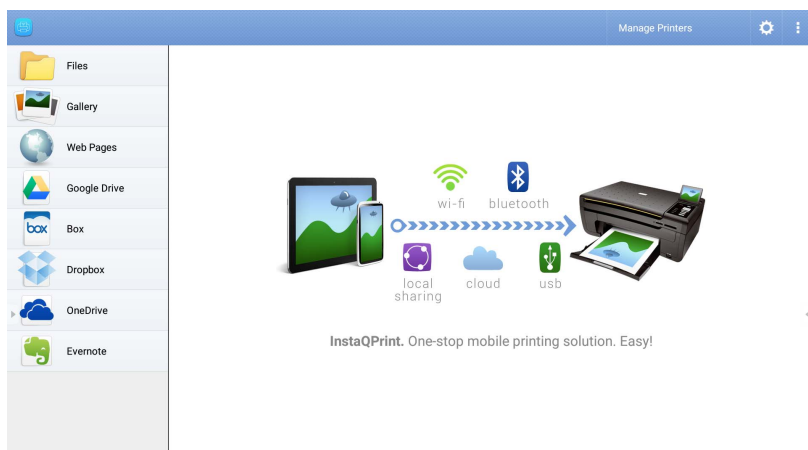 Manage Printers
Files
Gallery
Web Pages
Google Drive
box
Box
Dropbox
OneDrive
Evernote
wi-fi
bluetooth
local
sharing
cloud
usb
InstaQPrint. One-stop mobile printing solution. Easy!